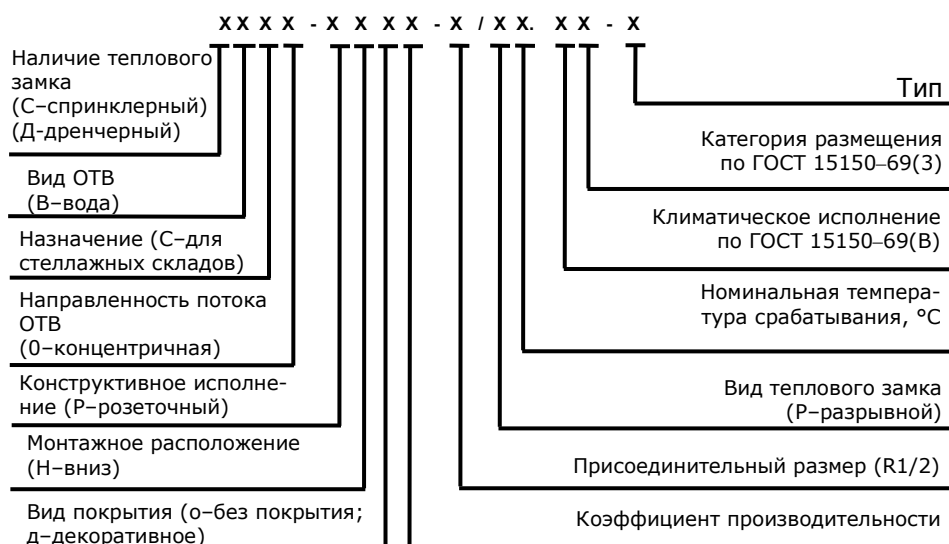 XXXX-XXXX-X/XX.XX-X
Наличие теплового
замка
(С–спринклерный)
(Д-дренчерный)
Вид ОТВ
(В–вода)
Назначение (С–для
стеллажных складов)
Направленность потока
ОТВ
(0–концентричная)
Конструктивное исполне-
ние (Р–розеточный)
Монтажное расположение
(Н–вниз)
Вид покрытия (о–без покрытия;
д–декоративное)
Тип
Категория размещения
по ГОСТ 15150–69(3)
Климатическое исполнение
по ГОСТ 15150–69(В)
Номинальная темпера-
тура срабатывания, °С
Вид теплового замка
(Р–разрывной)
Присоединительный размер (R1/2)
Коэффициент производительности